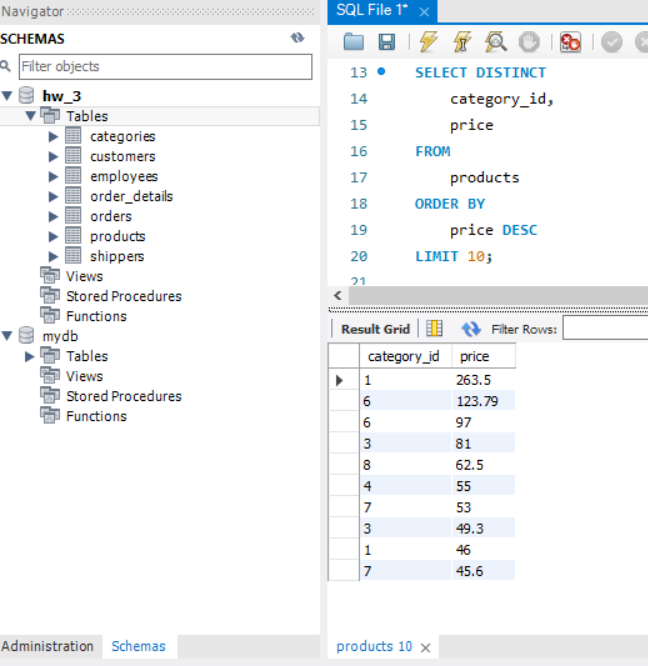 Navigator
SCHEMAS
Filter objects
hw_3
Tables
categories
customers
employees
order_details
orders
products
shippers
Views
Stored Procedures
Functions
mydb
Tables
Views
Stored Procedures
Functions
Administration Schemas
SQL File 1*
13 SELECT DISTINCT
14 category_id,
15 price
16 FROM
17 products
18 ORDER BY
19 price DESC
20 LIMIT 10;
21
Result Grid Filter Rows:
category_id price
1 263.5
6 123.79
6 97
3 81
8 62.5
4 55
7 53
3 49.3
1 46
7 45.6
products 10